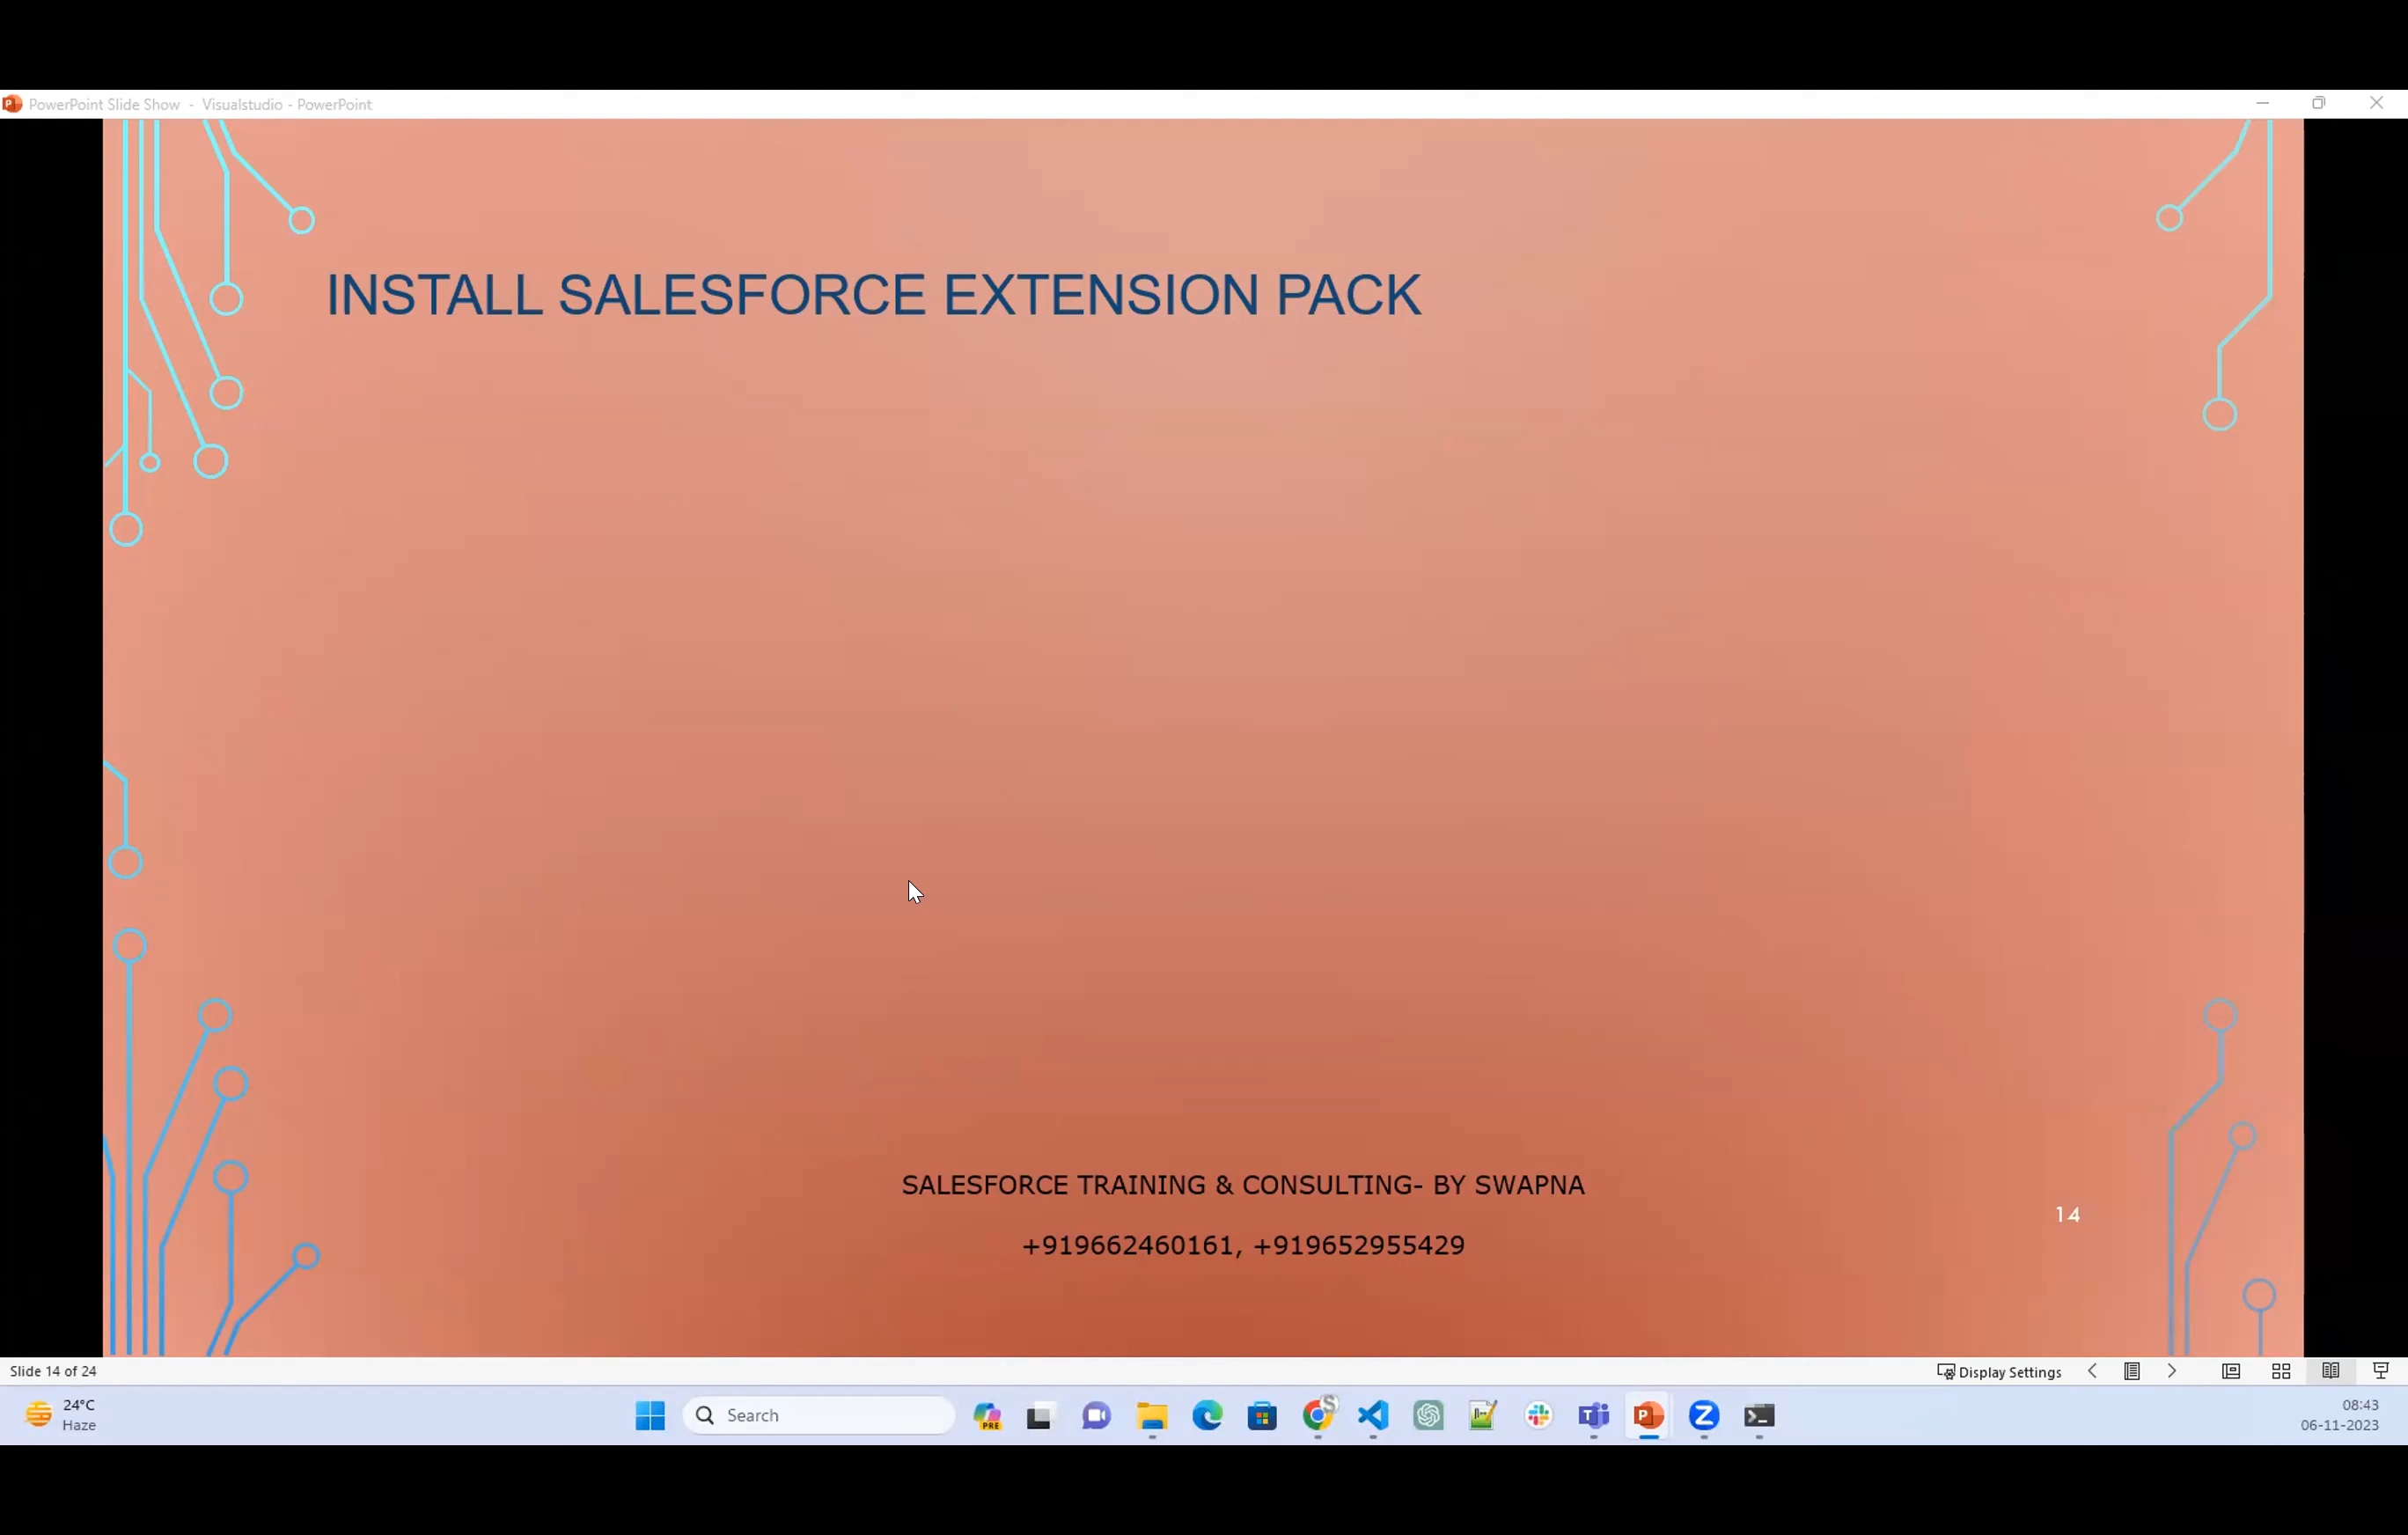 PowerPoint Slide Show - Visualstudio - PowerPoint
INSTALL SALESFORCE EXTENSION PACK
SALESFORCE TRAINING & CONSULTING- BY SWAPNA
14
+919662460161, +919652955429
Slide 14 of 24
Display Settings
24°C
Haze
Search
PRE
08:43
06-11-2023